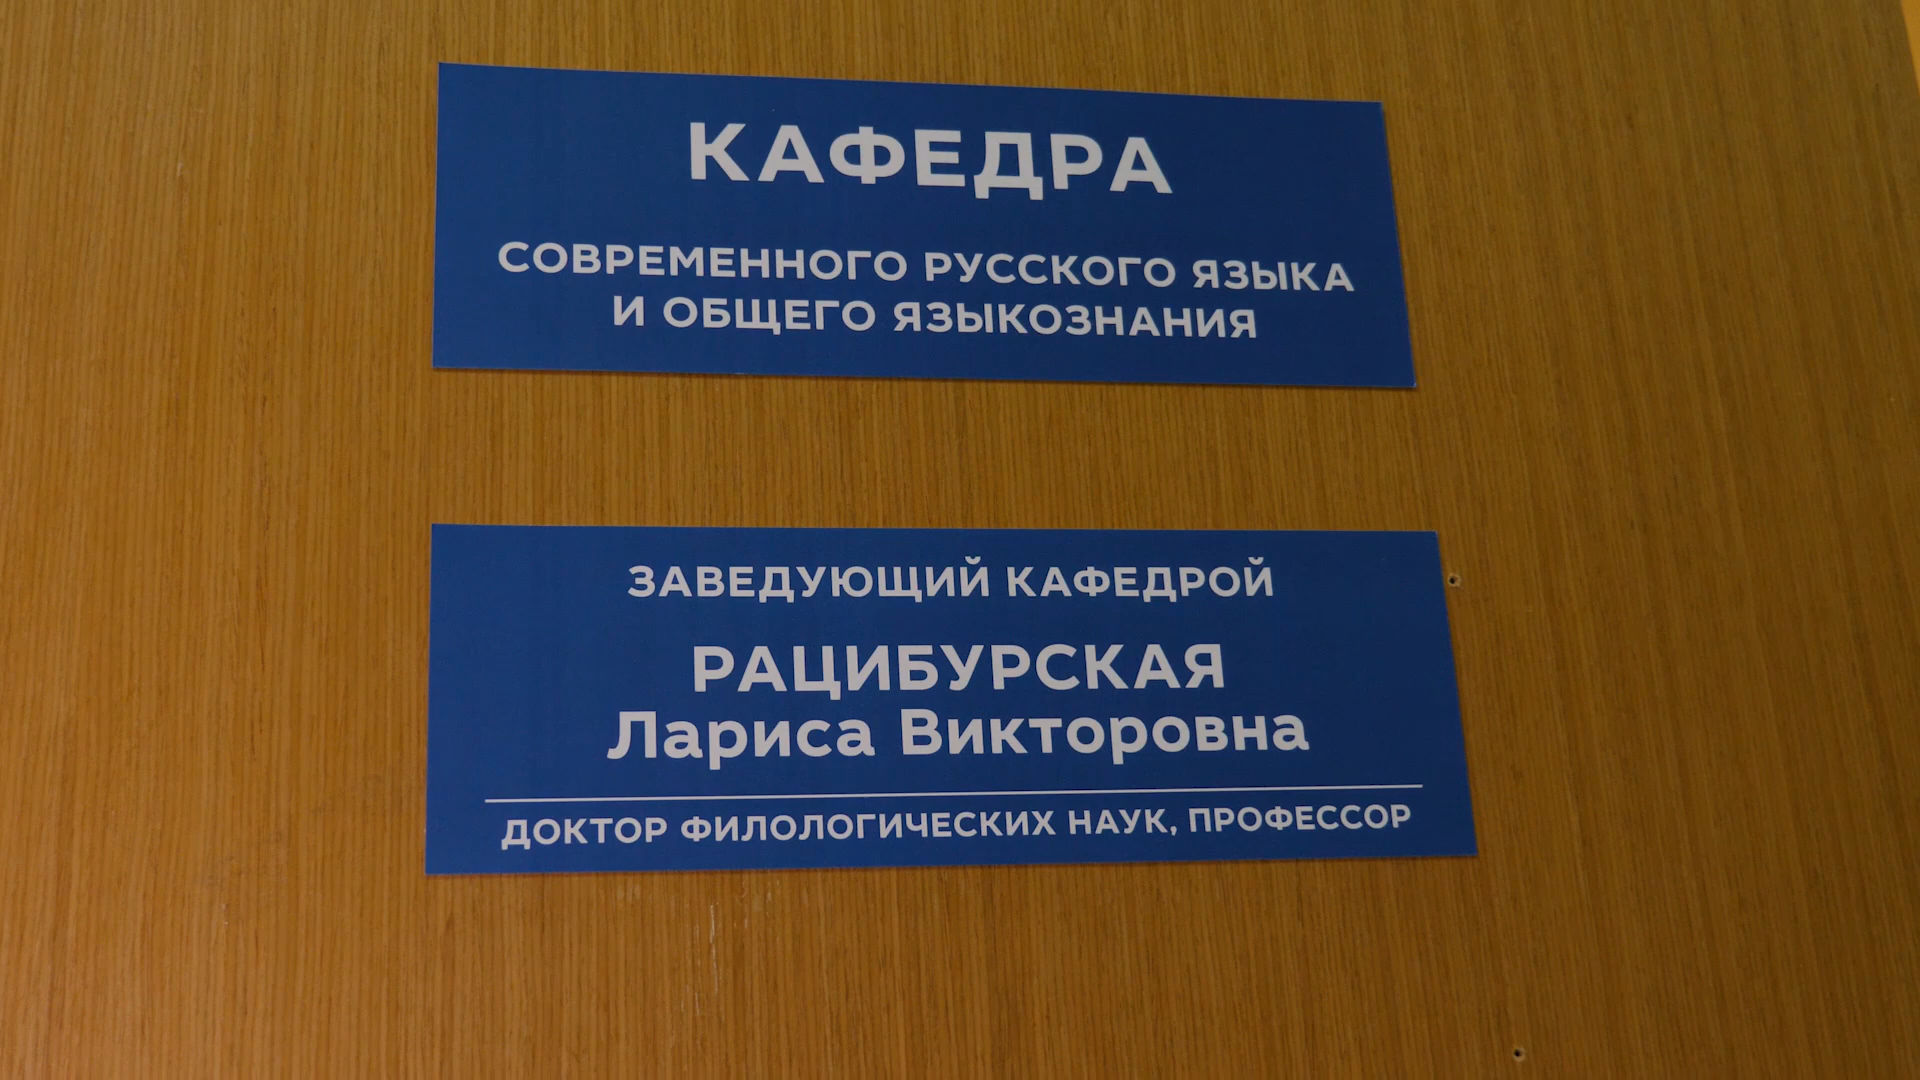 КАФЕДРА
СОВРЕМЕННОГО РУССКОГО ЯЗЫКА
И ОБЩЕГО ЯЗЫКОЗНАНИЯ
ЗАВЕДУЮЩИЙ КАФЕДРОЙ
РАЦИБУРСКАЯ
Лариса Викторовна
ДОКТОР ФИЛОЛОГИЧЕСКИХ НАУК, ПРОФЕССОР